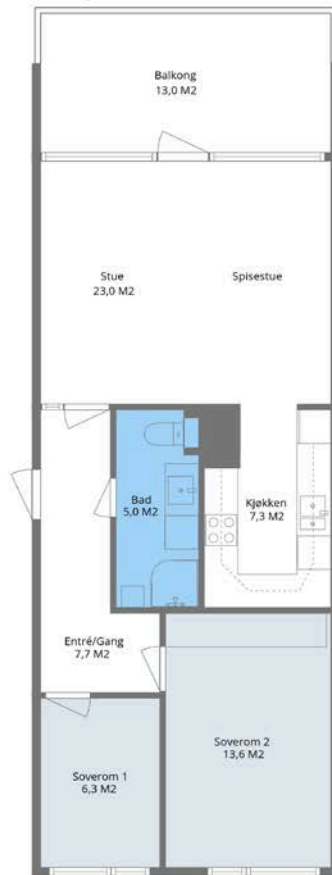 Balkong
13,0 M2
Stue
23,0 M2
Spisestue
Bad
5,0 M2
Kjøkken
7,3 M2
Entré/Gang
7,7 M2
Soverom 2
13,6 M2
Soverom 1
6,3 M2